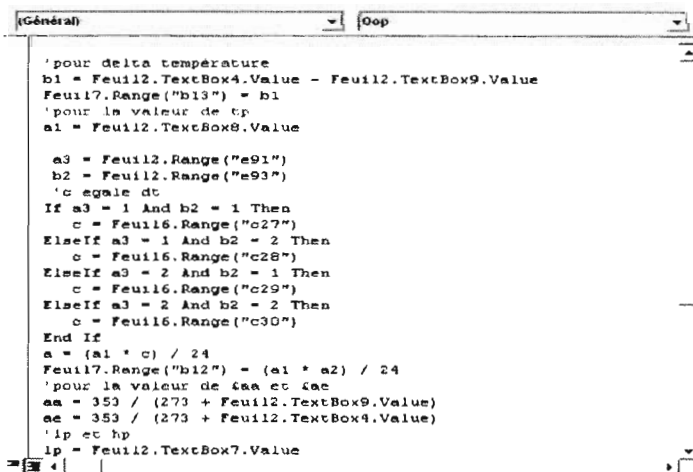 (Général)
Oop
'pour delta température
b1 = Feuil2.TextBox4.Value - Feuil2.TextBox9.Value
Feuil7.Range("b13") = b1
'pour la valeur de tp
a1 = Feuil2.TextBox8.Value
a3 = Feuil2.Range("e91")
b2 = Feuil2.Range("e93")
'c egale dt
If a3 = 1 And b2 = 1 Then
c = Feuil6.Range("c27")
ElseIf a3 = 1 And b2 = 2 Then
c = Feuil6.Range("c28")
ElseIf a3 = 2 And b2 = 1 Then
c = Feuil6.Range("c29")
ElseIf a3 = 2 And b2 = 2 Then
c = Feuil6.Range("c30")
End If
a = (a1 * c) / 24
Feuil7.Range("b12") = (a1 * a2) / 24
'pour la valeur de £aa et £ae
aa = 353 / (273 + Feuil2.TextBox9.Value)
ae = 353 / (273 + Feuil2.TextBox4.Value)
'lp et hp
lp = Feuil2.TextBox7.Value